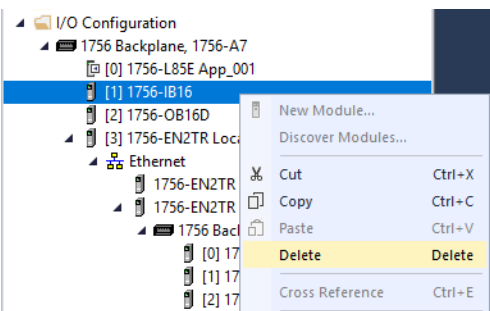 I/O Configuration
1756 Backplane, 1756-A7
[0] 1756-L85E App_001
[1] 1756-IB16
[2] 1756-OB16D
[3] 1756-EN2TR Loca
Ethernet
1756-EN2TR
1756-EN2TR
1756 Bac
[0] 17
[1] 17
[2] 17
New Module...
Discover Modules...
Cut Ctrl+X
Copy Ctrl+C
Paste Ctrl+V
Delete Delete
Cross Reference Ctrl+E